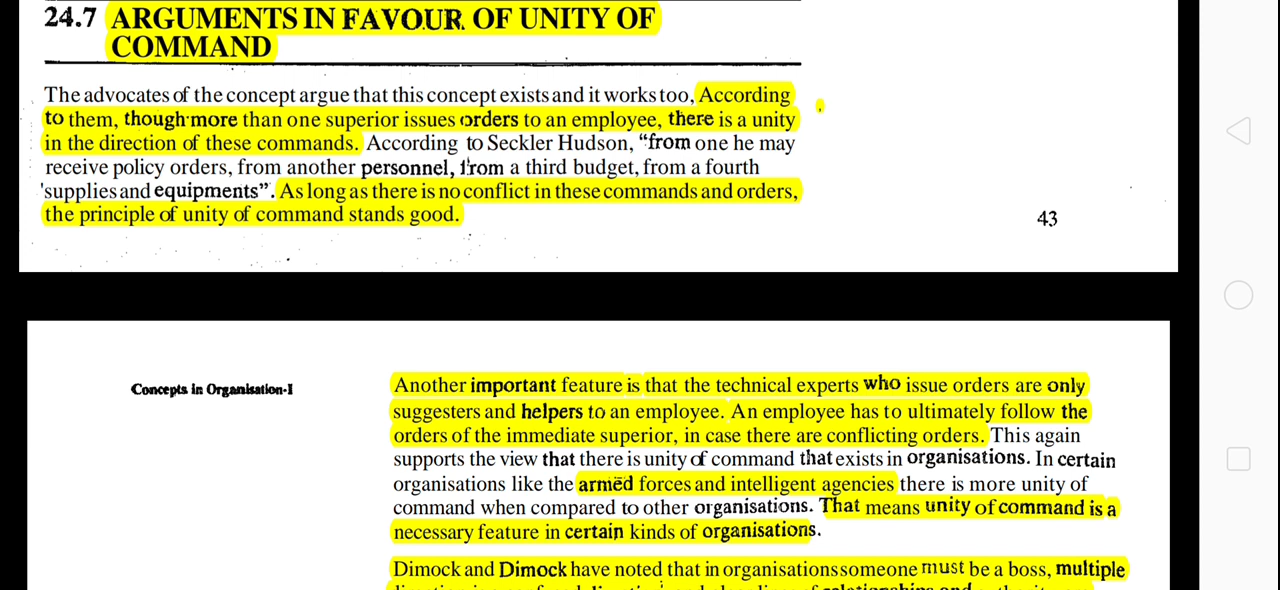 24.7 ARGUMENTS IN FAVOUR OF UNITY OF
COMMAND
The advocates of the concept argue that this concept exists and it works too, According
to them, though more than one superior issues orders to an employee, there is a unity
in the direction of these commands. According to Seckler Hudson, “from one he may
receive policy orders, from another personnel, from a third budget, from a fourth
'supplies and equipments”. As long as there is no conflict in these commands and orders,
the principle of unity of command stands good.
43
Concepts in Organisation-I
Another important feature is that the technical experts who issue orders are only
suggesters and helpers to an employee. An employee has to ultimately follow the
orders of the immediate superior, in case there are conflicting orders. This again
supports the view that there is unity of command that exists in organisations. In certain
organisations like the armed forces and intelligent agencies there is more unity of
command when compared to other organisations. That means unity of command is a
necessary feature in certain kinds of organisations.
Dimock and Dimock have noted that in organisations someone must be a boss, multiple